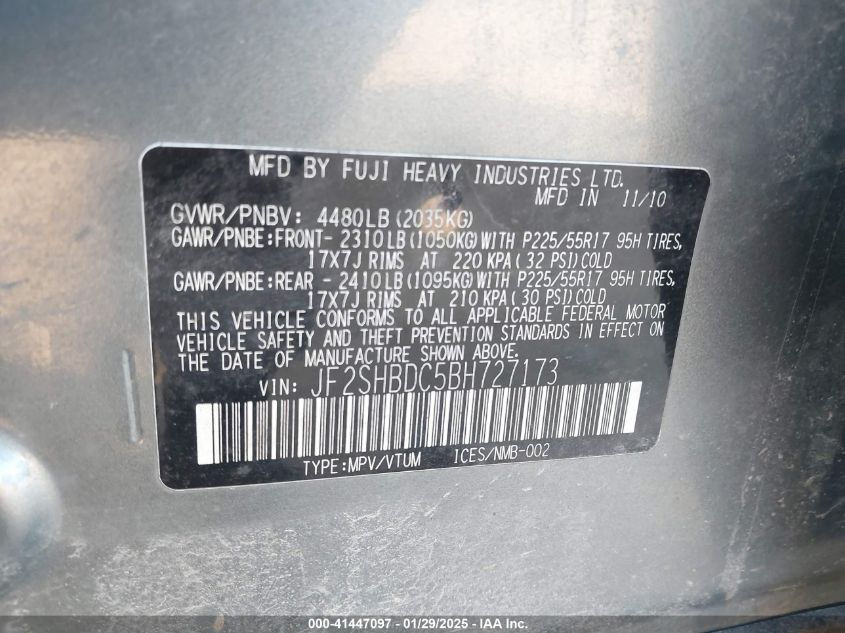 MFD BY FUJI HEAVY INDUSTRIES LTD.
MFD IN 11/10
GVWR/PNBV: 4480LB (2035KG)
GAWR/PNBE:FRONT- 2310LB (1050KG) WITH P225/55R17 95H TIRES,
17X7J RIMS AT 220 KPA (32 PSI) COLD
GAWR/PNBE:REAR - 2410LB (1095KG) WITH P225/55R17 95H TIRES,
17X7J RIMS AT 210 KPA (30 PSI) COLD
THIS VEHICLE CONFORMS TO ALL APPLICABLE FEDERAL MOTOR
VEHICLE SAFETY AND THEFT PREVENTION STANDARDS IN EFFECT ON
THE DATE OF MANUFACTURE SHOWN ABOVE.
VIN: JF2SHBDC5BH727173
TYPE:MPV/VTUM ICES/NMB-002
000-41447097 - 01/29/2025 - IAA Inc.